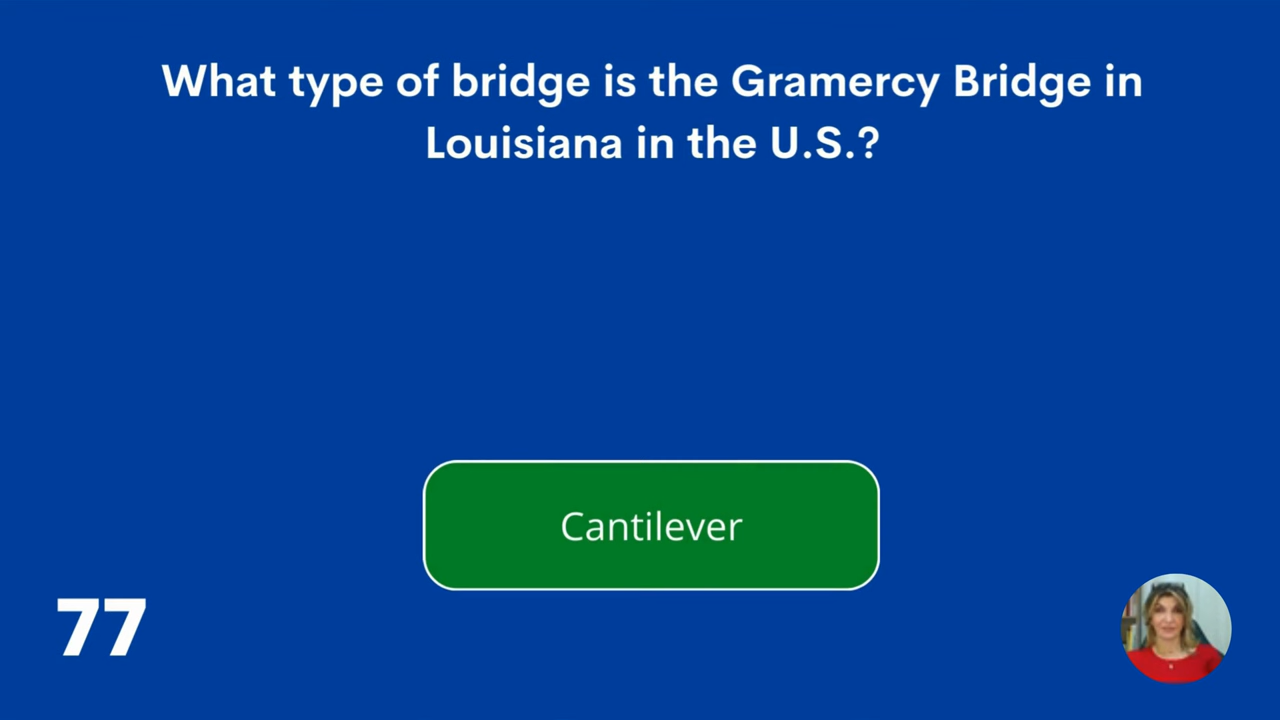 What type of bridge is the Gramercy Bridge in
Louisiana in the U.S.?
Cantilever
77